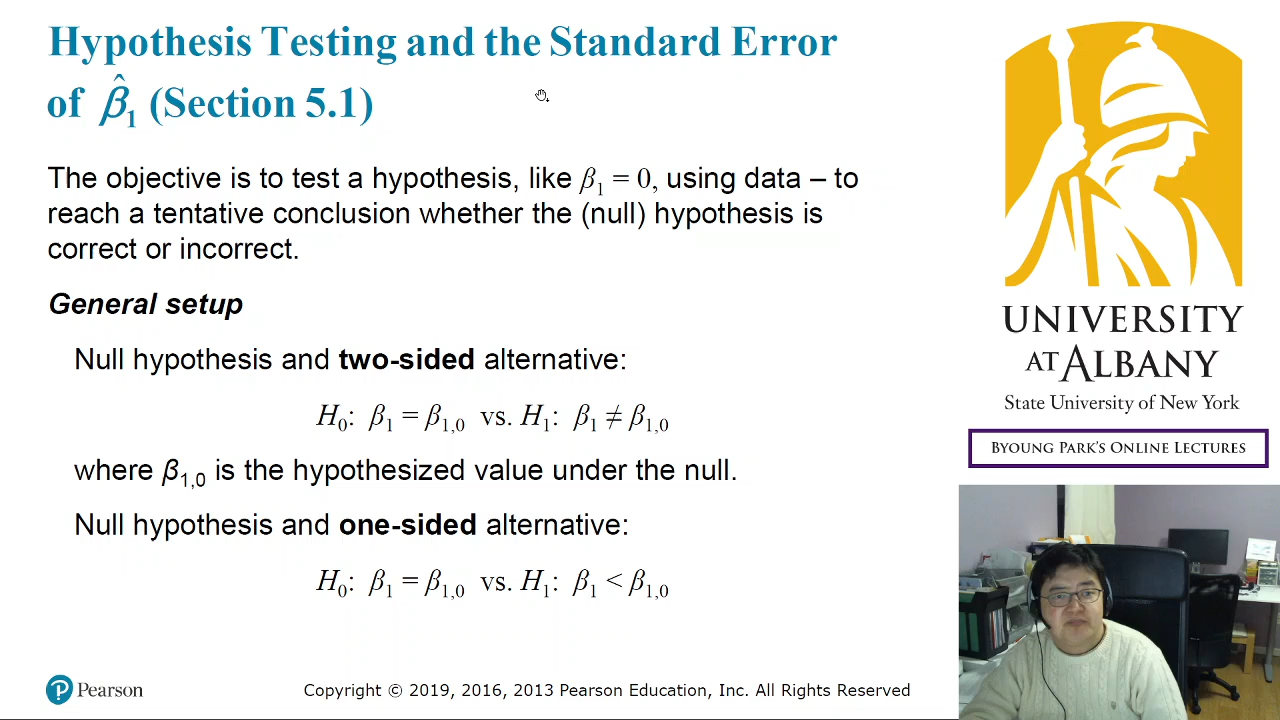 Hypothesis Testing and the Standard Error
of β̂₁ (Section 5.1)
The objective is to test a hypothesis, like β₁ = 0, using data – to
reach a tentative conclusion whether the (null) hypothesis is
correct or incorrect.
General setup
Null hypothesis and two-sided alternative:
H₀: β₁ = β₁,₀ vs. H₁: β₁ ≠ β₁,₀
where β₁,₀ is the hypothesized value under the null.
Null hypothesis and one-sided alternative:
H₀: β₁ = β₁,₀ vs. H₁: β₁ < β₁,₀
P Pearson
Copyright © 2019, 2016, 2013 Pearson Education, Inc. All Rights Reserved
UNIVERSITY
AT ALBANY
State University of New York
BYOUNG PARK'S ONLINE LECTURES